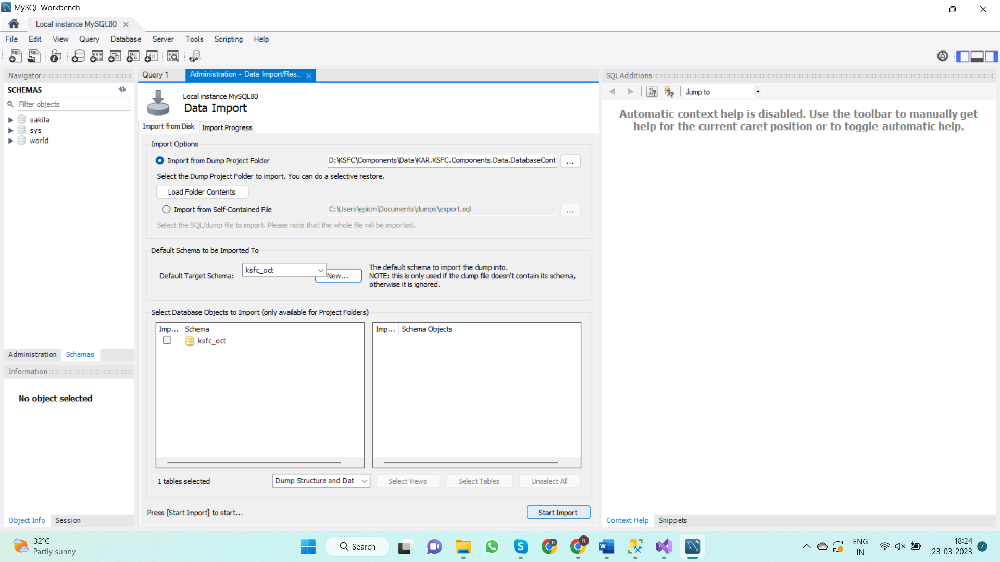 MySQL Workbench
Local instance MySQL80
File Edit View Query Database Server Tools Scripting Help
Navigator
SCHEMAS
Filter objects
sakila
sys
world
Administration Schemas
Information
No object selected
Object Info Session
Query 1 Administration - Data Import/Res...
Local instance MySQL80
Data Import
Import from Disk Import Progress
Import Options
Import from Dump Project Folder D:\KSFC\Components\Data\KAR.KSFC.Components.Data.DatabaseCont ...
Select the Dump Project Folder to import. You can do a selective restore.
Load Folder Contents
Import from Self-Contained File C:\Users\epicm\Documents\dumps\export.sql ...
Select the SQL/dump file to import. Please note that the whole file will be imported.
Default Schema to be Imported To
Default Target Schema: ksfc_oct New...
The default schema to import the dump into.
NOTE: this is only used if the dump file doesn't contain its schema,
otherwise it is ignored.
Select Database Objects to Import (only available for Project Folders)
Imp... Schema
ksfc_oct
Imp... Schema Objects
1 tables selected Dump Structure and Dat Select Views Select Tables Unselect All
Press [Start Import] to start... Start Import
SQLAdditions
Jump to
Automatic context help is disabled. Use the toolbar to manually get
help for the current caret position or to toggle automatic help.
Context Help Snippets
32°C
Partly sunny
Search
ENG
IN
18:24
23-03-2023
7